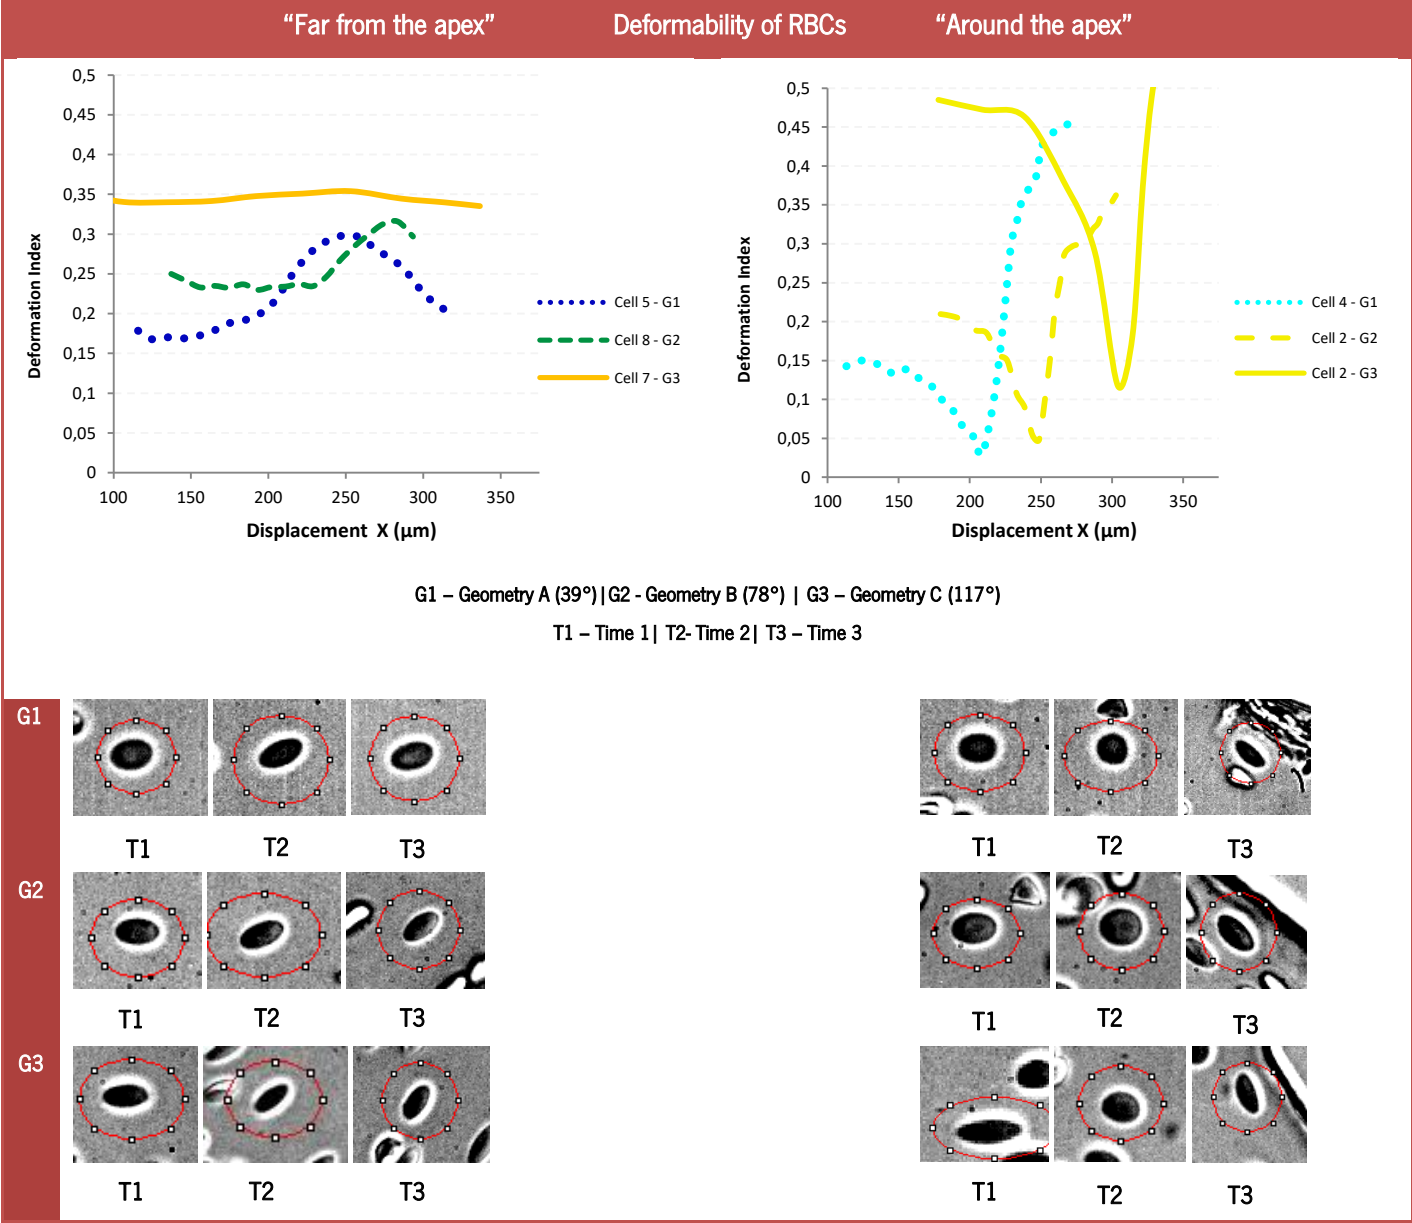 “Far from the apex” Deformability of RBCs “Around the apex”
0,5
0,45
0,4
0,35
0,3
0,25
0,2
0,15
0,1
0,05
0
Deformation Index
100 150 200 250 300 350
Displacement X (µm)
Cell 5 - G1
Cell 8 - G2
Cell 7 - G3
0,5
0,45
0,4
0,35
0,3
0,25
0,2
0,15
0,1
0,05
0
Deformation Index
100 150 200 250 300 350
Displacement X (µm)
Cell 4 - G1
Cell 2 - G2
Cell 2 - G3
G1 – Geometry A (39°)|G2 - Geometry B (78°) | G3 – Geometry C (117°)
T1 – Time 1| T2- Time 2| T3 – Time 3
G1
T1 T2 T3 T1 T2 T3
G2
T1 T2 T3 T1 T2 T3
G3
T1 T2 T3 T1 T2 T3